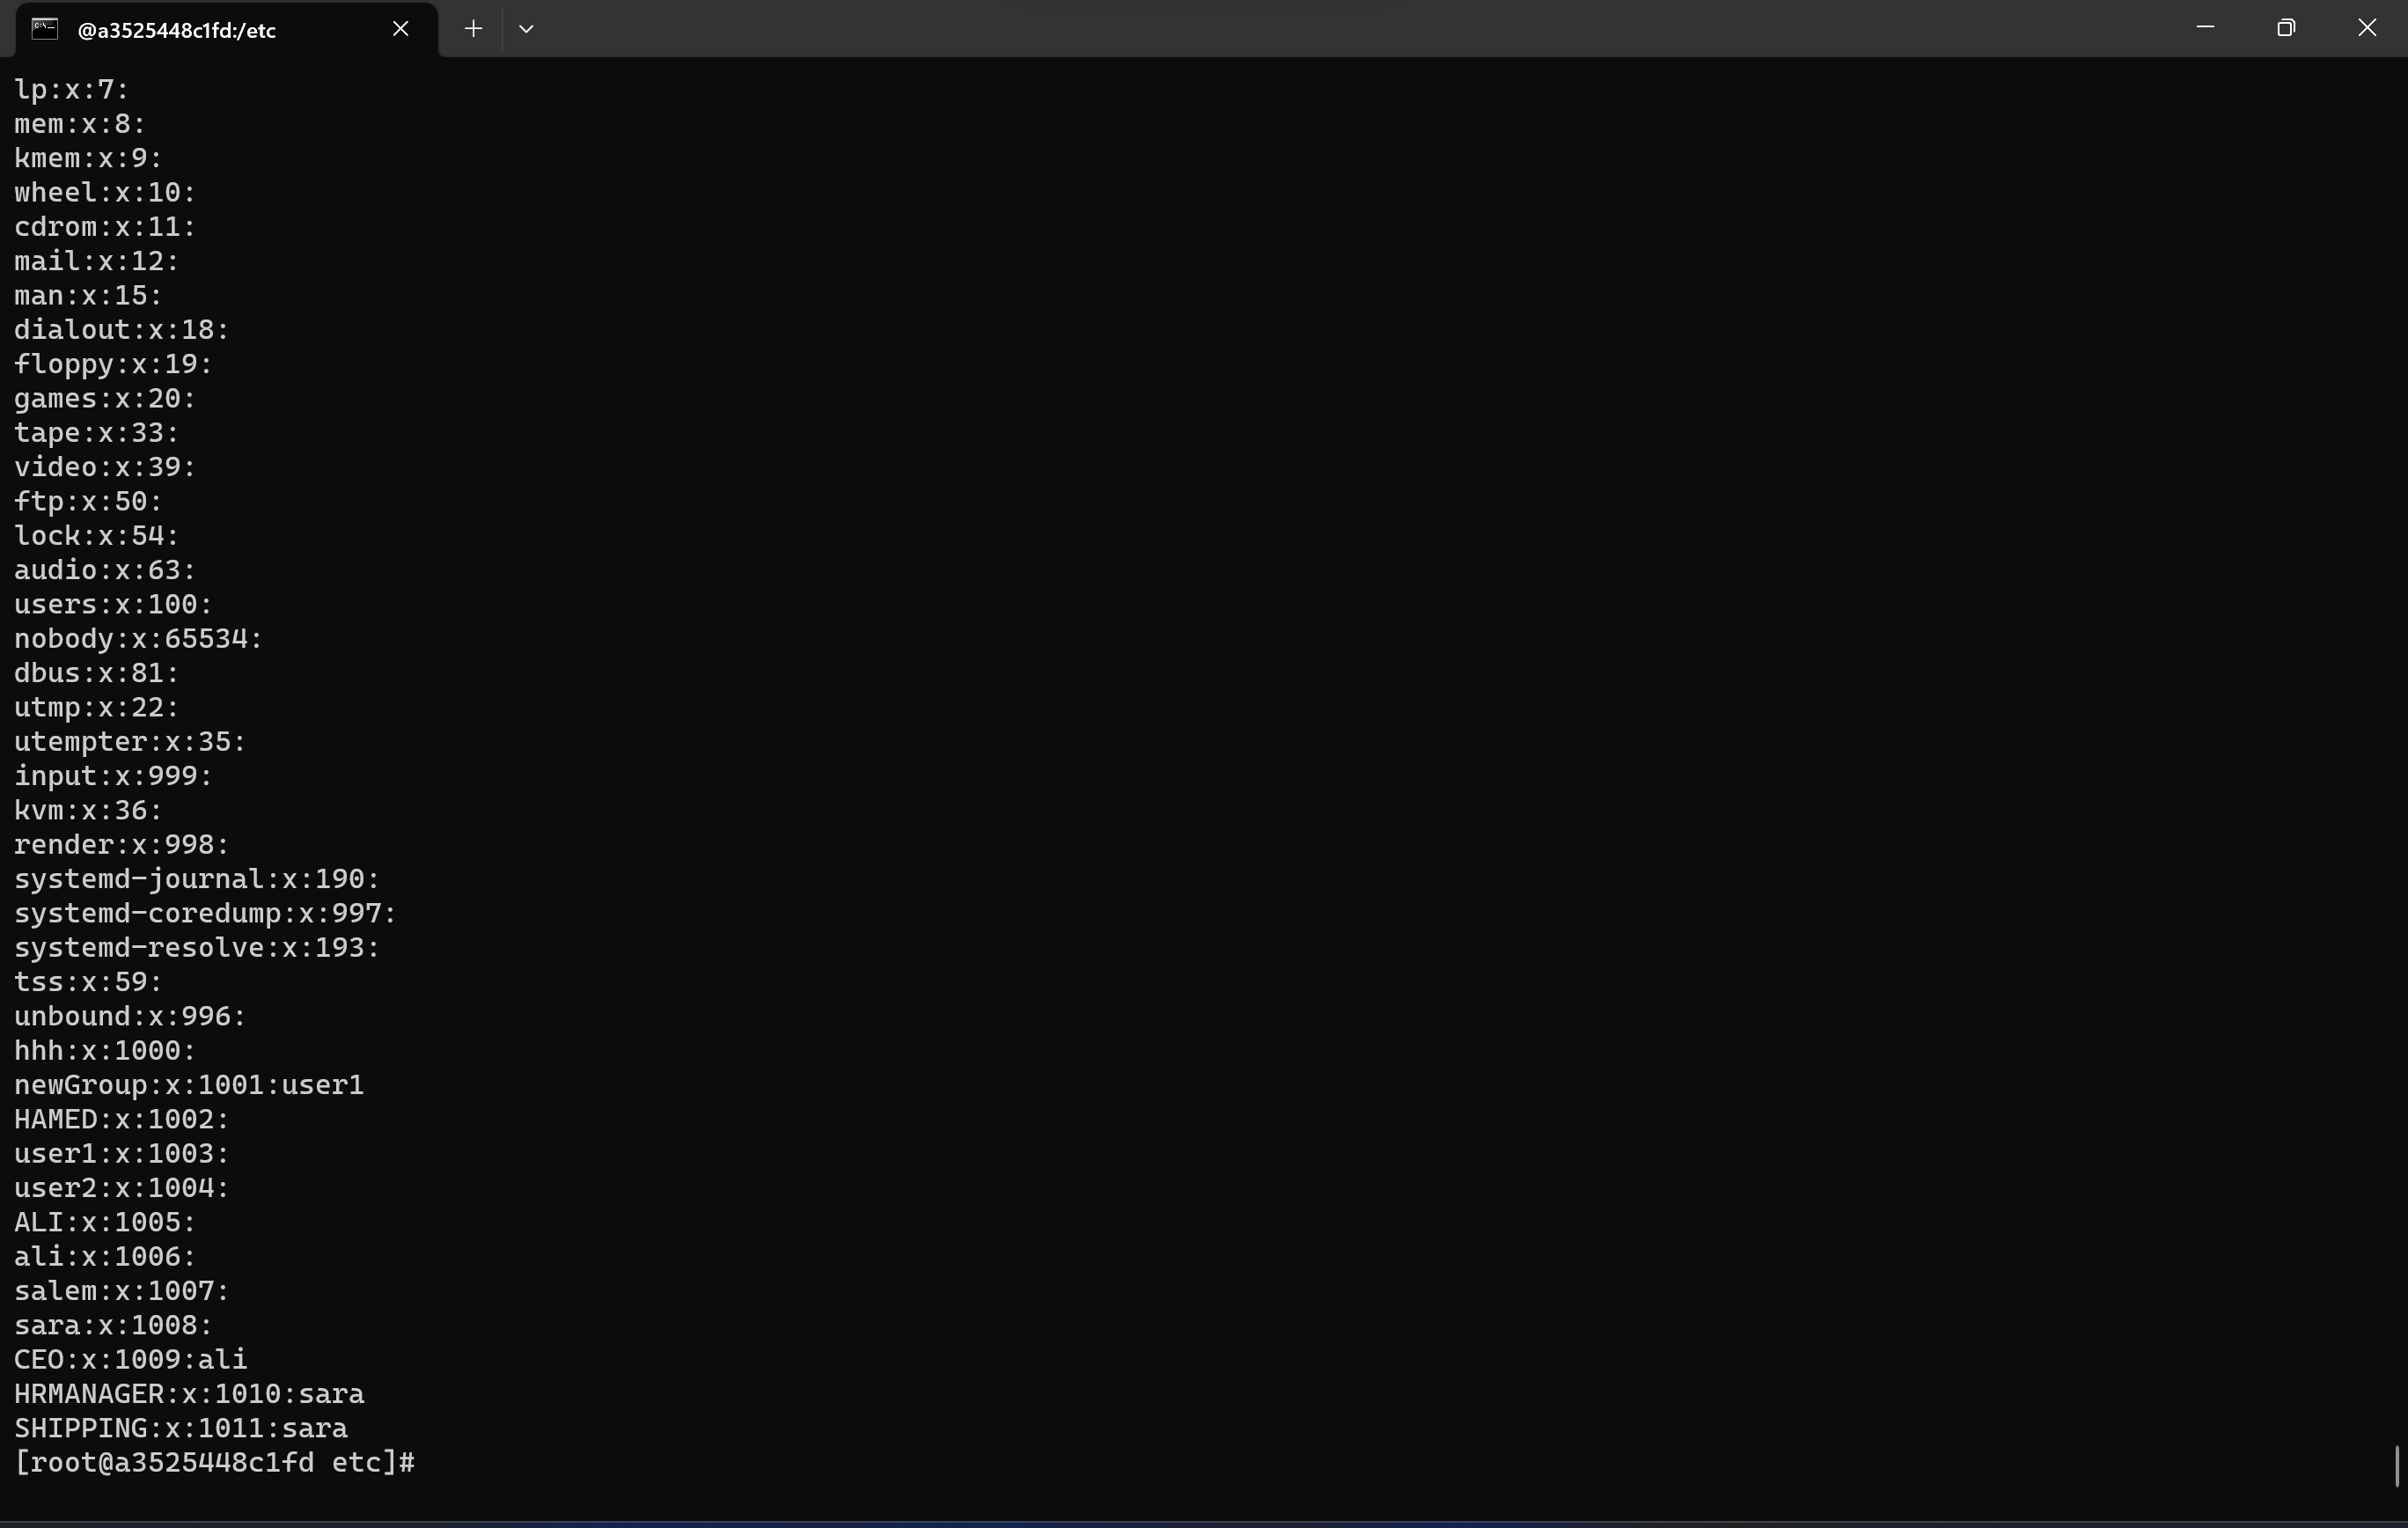 @a3525448c1fd:/etc
lp:x:7:
mem:x:8:
kmem:x:9:
wheel:x:10:
cdrom:x:11:
mail:x:12:
man:x:15:
dialout:x:18:
floppy:x:19:
games:x:20:
tape:x:33:
video:x:39:
ftp:x:50:
lock:x:54:
audio:x:63:
users:x:100:
nobody:x:65534:
dbus:x:81:
utmp:x:22:
utempter:x:35:
input:x:999:
kvm:x:36:
render:x:998:
systemd-journal:x:190:
systemd-coredump:x:997:
systemd-resolve:x:193:
tss:x:59:
unbound:x:996:
hhh:x:1000:
newGroup:x:1001:user1
HAMED:x:1002:
user1:x:1003:
user2:x:1004:
ALI:x:1005:
ali:x:1006:
salem:x:1007:
sara:x:1008:
CEO:x:1009:ali
HRMANAGER:x:1010:sara
SHIPPING:x:1011:sara
[root@a3525448c1fd etc]#